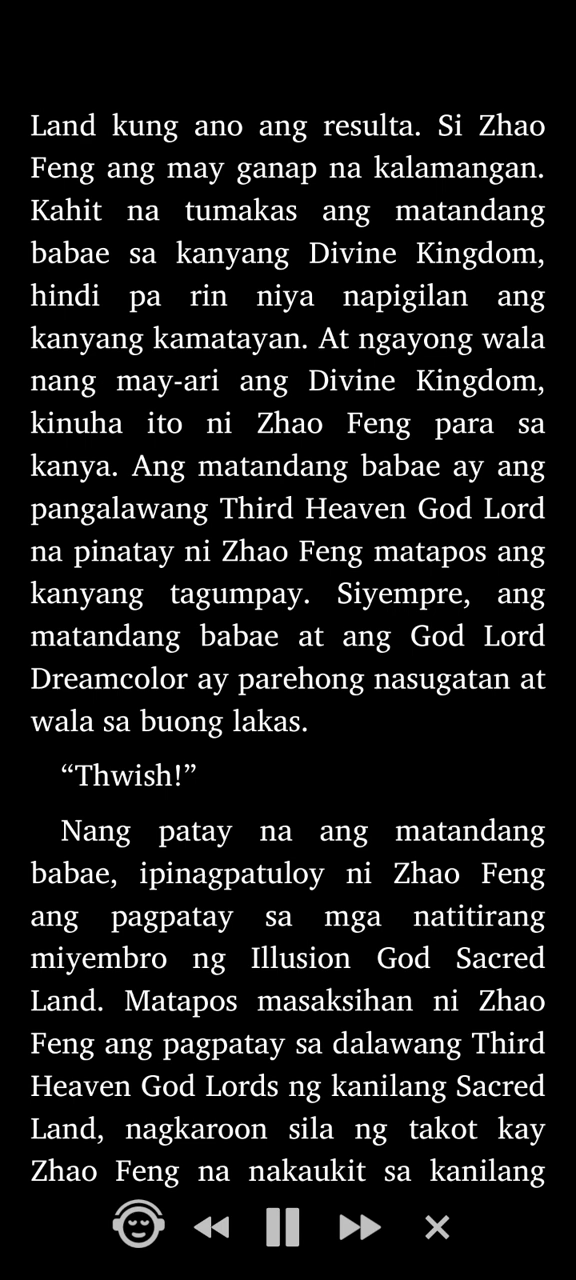 Land kung ano ang resulta. Si Zhao
Feng ang may ganap na kalamangan.
Kahit na tumakas ang matandang
babae sa kanyang Divine Kingdom,
hindi pa rin niya napigilan ang
kanyang kamatayan. At ngayong wala
nang may-ari ang Divine Kingdom,
kinuha ito ni Zhao Feng para sa
kanya. Ang matandang babae ay ang
pangalawang Third Heaven God Lord
na pinatay ni Zhao Feng matapos ang
kanyang tagumpay. Siyempre, ang
matandang babae at ang God Lord
Dreamcolor ay parehong nasugatan at
wala sa buong lakas.
“Thwish!”
Nang patay na ang matandang
babae, ipinagpatuloy ni Zhao Feng
ang pagpatay sa mga natitirang
miyembro ng Illusion God Sacred
Land. Matapos masaksihan ni Zhao
Feng ang pagpatay sa dalawang Third
Heaven God Lords ng kanilang Sacred
Land, nagkaroon sila ng takot kay
Zhao Feng na nakaukit sa kanilang